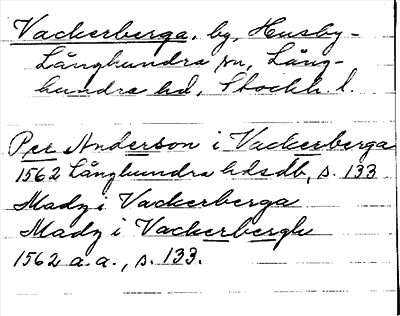 Vackerberga, by, Husby-
Långhundra sn, Lång-
hundra hd, Stockh. l.
Per Anderson i Vackerberga
1562 Långhundra hdsdb, s. 133
Madz i Vackerberga
Madz i Vackerbergh
1562 a.a., s. 133.